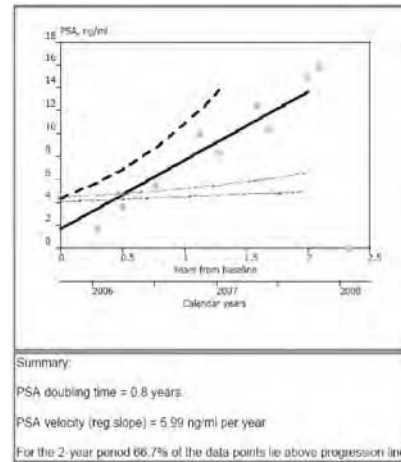 PSA, ng/ml
18
16
14
12
10
8
6
4
2
0
0 0.5 1 2 2.5
Years from baseline
2006 2007 2008
Calendar years
Summary:
PSA doubling time = 0.8 years.
PSA velocity (reg.slope) = 5.99 ng/ml per year
For the 2-year period 66.7% of the data points lie above progression line